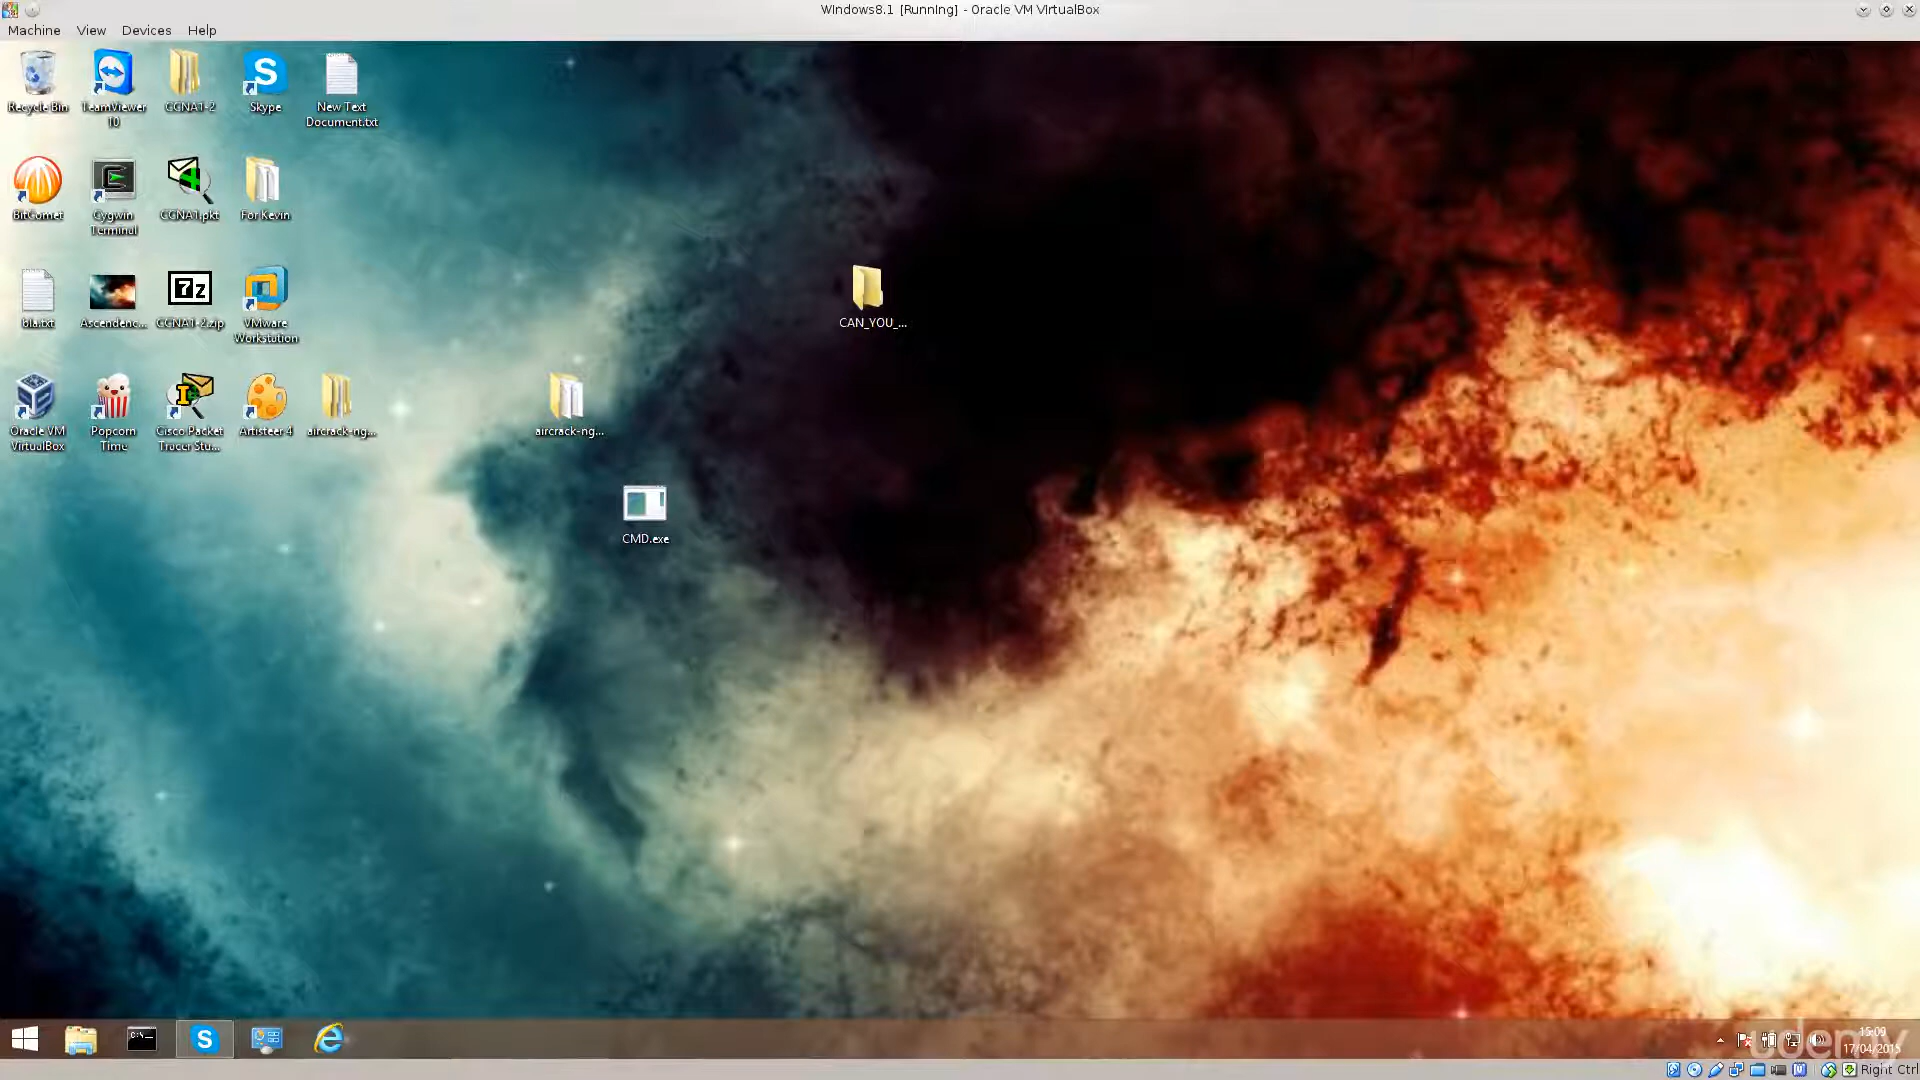 Windows8.1 [Running] - Oracle VM VirtualBox
Machine View Devices Help
Recycle Bin
TeamViewer
10
CCNA1-2
Skype
New Text
Document.txt
BitComet
Cygwin
Terminal
CCNA1.pkt
For Kevin
bla.txt
Ascendenc...
7z
CCNA1-2.zip
VMware
Workstation
CAN_YOU_...
Oracle VM
VirtualBox
Popcorn
Time
Cisco Packet
Tracer Stu...
Artisteer 4
aircrack-ng...
aircrack-ng...
CMD.exe
C:\_
15:09
17/04/2015
udemy
Right Ctrl